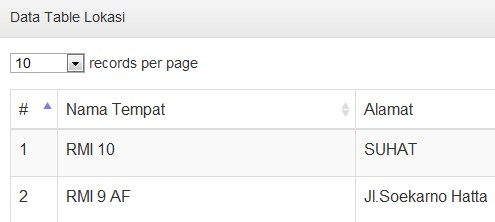 Data Table Lokasi
10 records per page
# Nama Tempat Alamat
1 RMI 10 SUHAT
2 RMI 9 AF Jl.Soekarno Hatta